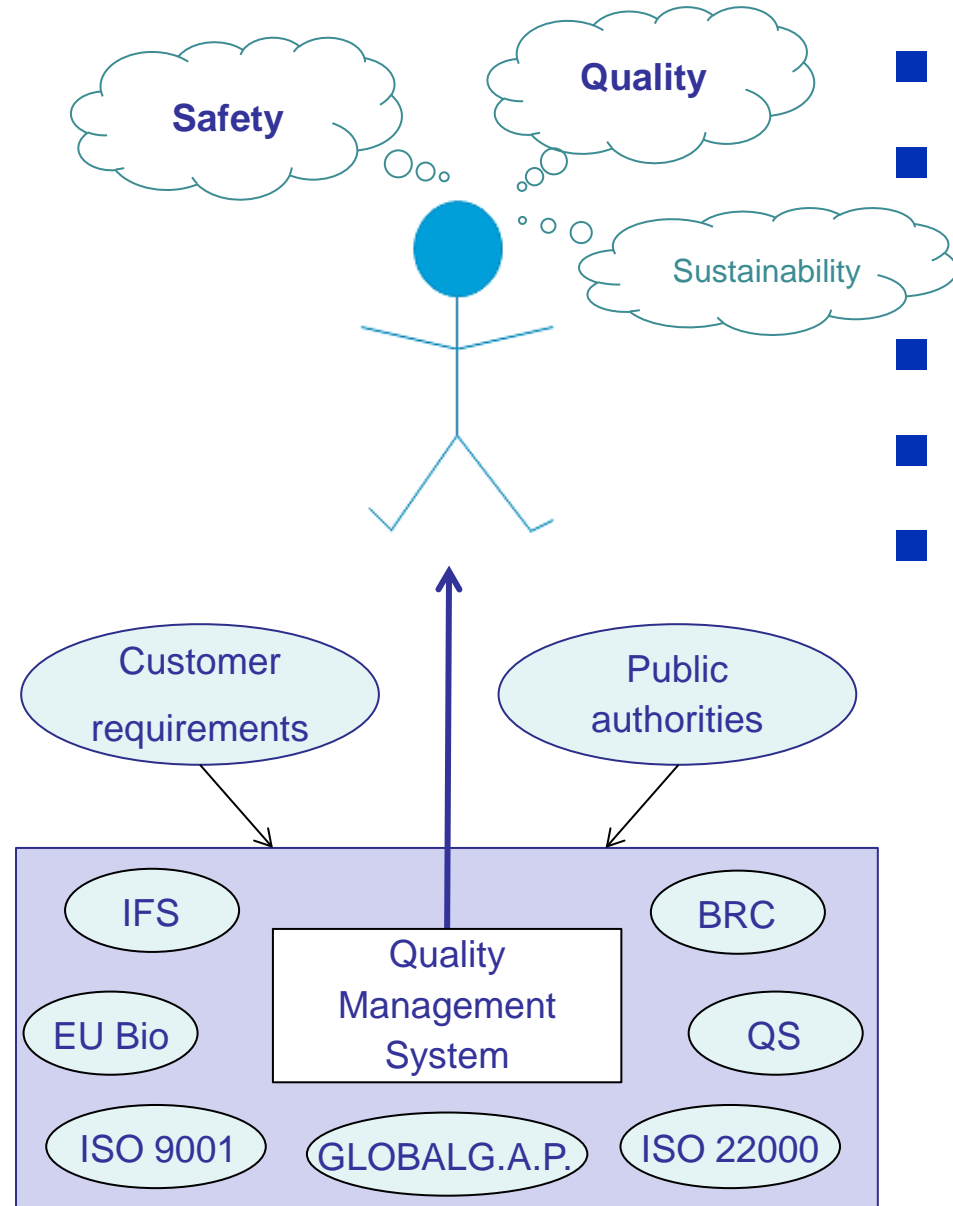 Quality
Safety
Sustainability
Customer
requirements
Public
authorities
IFS
BRC
Quality
Management
System
EU Bio
QS
ISO 9001
GLOBALG.A.P.
ISO 22000